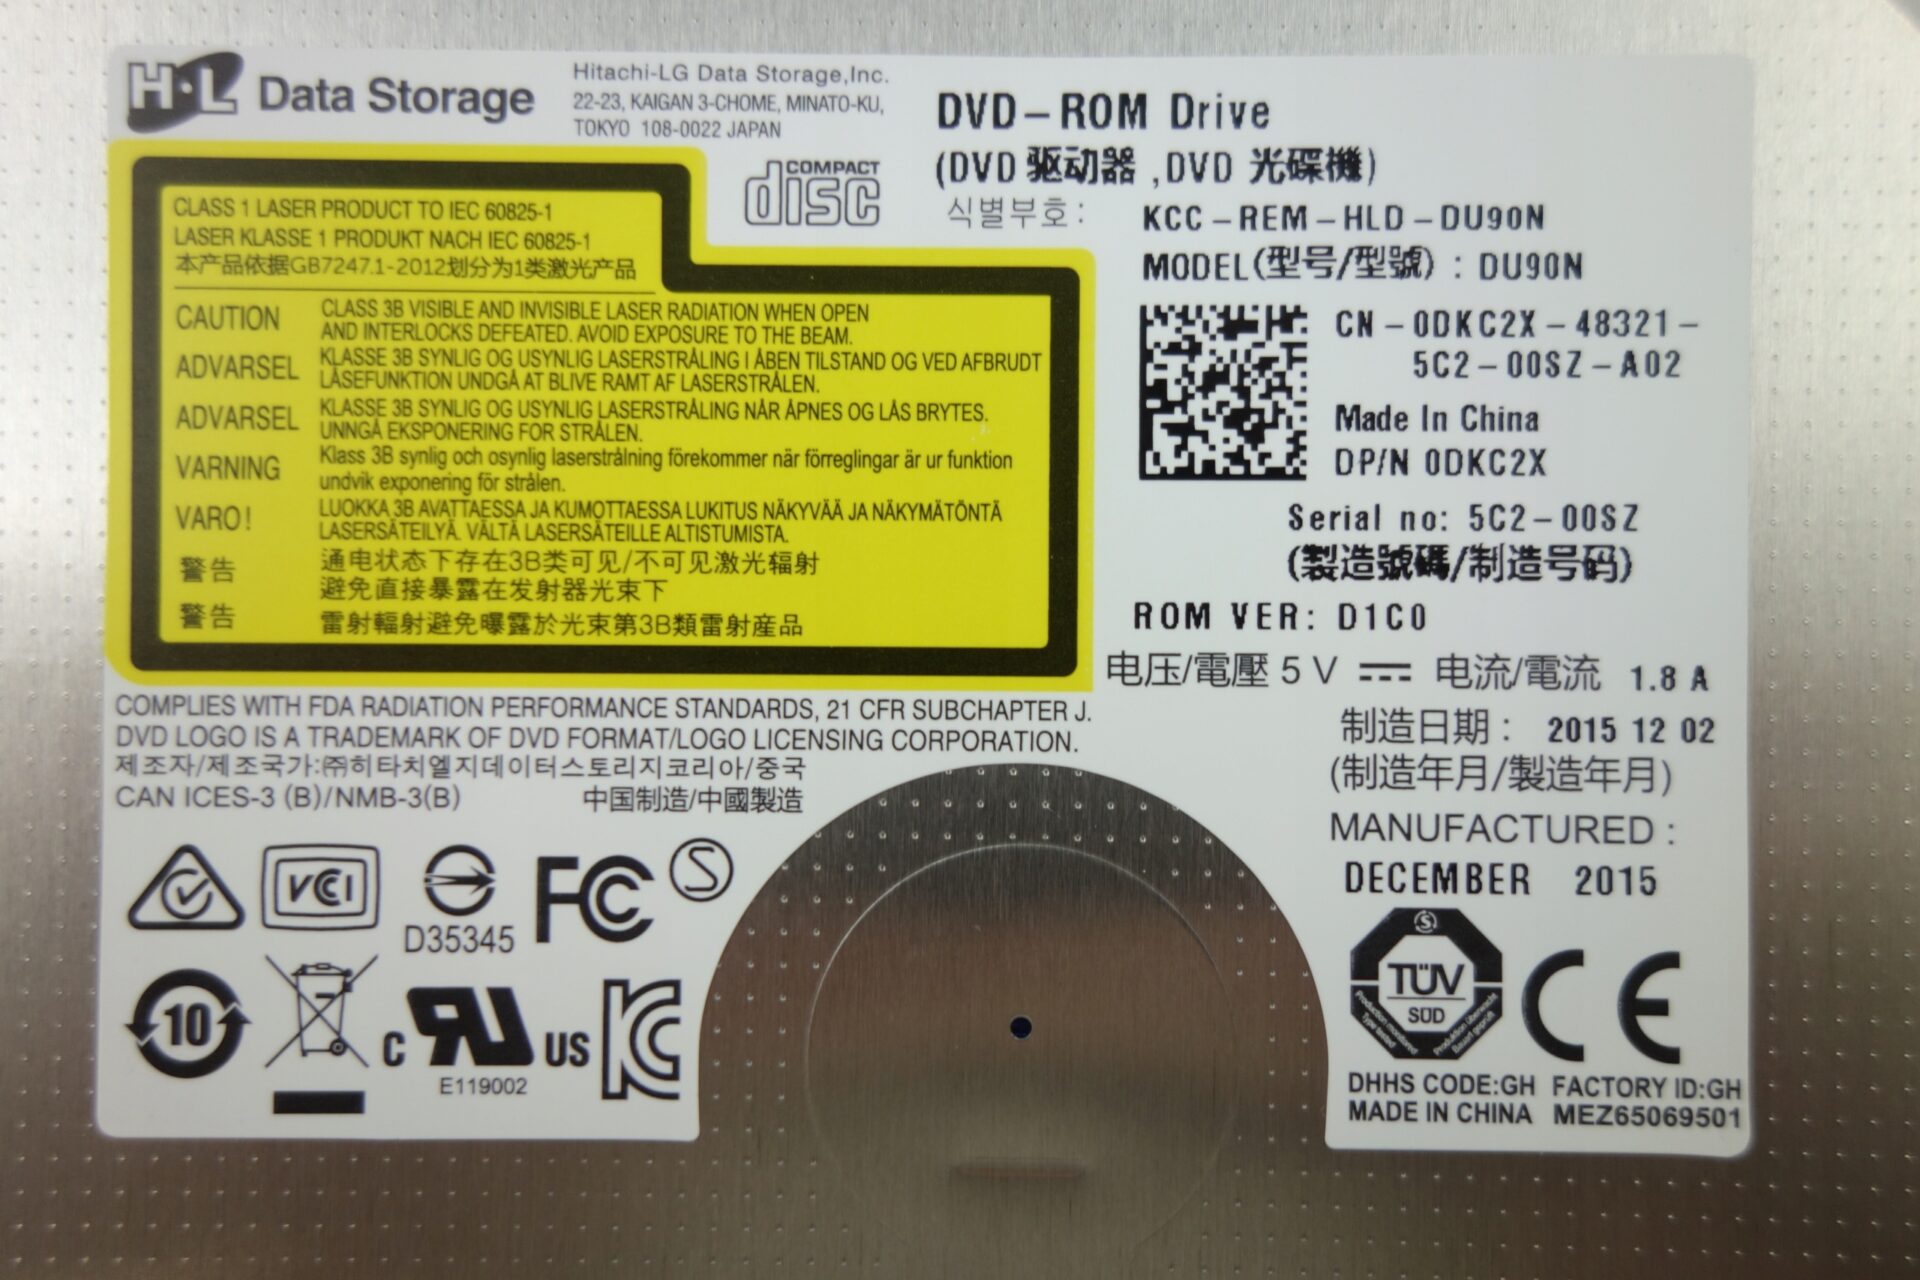 H·L Data Storage
Hitachi-LG Data Storage,Inc.
22-23, KAIGAN 3-CHOME, MINATO-KU,
TOKYO 108-0022 JAPAN
COMPACT
disc
CLASS 1 LASER PRODUCT TO IEC 60825-1
LASER KLASSE 1 PRODUKT NACH IEC 60825-1
本产品依据GB7247.1-2012划分为1类激光产品
CAUTION CLASS 3B VISIBLE AND INVISIBLE LASER RADIATION WHEN OPEN
AND INTERLOCKS DEFEATED. AVOID EXPOSURE TO THE BEAM.
ADVARSEL KLASSE 3B SYNLIG OG USYNLIG LASERSTRÅLING I ÅBEN TILSTAND OG VED AFBRUDT
LÅSEFUNKTION UNDGÅ AT BLIVE RAMT AF LASERSTRÅLEN.
ADVARSEL KLASSE 3B SYNLIG OG USYNLIG LASERSTRÅLING NÅR ÅPNES OG LÅS BRYTES.
UNNGÅ EKSPONERING FOR STRÅLEN.
VARNING Klass 3B synlig och osynlig laserstrålning förekommer när förreglingar är ur funktion
undvik exponering för strålen.
VARO! LUOKKA 3B AVATTAESSA JA KUMOTTAESSA LUKITUS NÄKYVÄÄ JA NÄKYMÄTÖNTÄ
LASERSÄTEILYÄ. VÄLTÄ LASERSÄTEILLE ALTISTUMISTA.
警告 通电状态下存在3B类可见/不可见激光辐射
避免直接暴露在发射器光束下
警告 雷射輻射避免曝露於光束第3B類雷射産品
COMPLIES WITH FDA RADIATION PERFORMANCE STANDARDS, 21 CFR SUBCHAPTER J.
DVD LOGO IS A TRADEMARK OF DVD FORMAT/LOGO LICENSING CORPORATION.
제조자/제조국가:㈜히타치엘지데이터스토리지코리아/중국
CAN ICES-3 (B)/NMB-3(B) 中国制造/中國製造
VCI
D35345
FC
S
10
C RU US
E119002
KC
DVD-ROM Drive
(DVD 驱动器 ,DVD 光碟機)
식별부호: KCC-REM-HLD-DU90N
MODEL(型号/型號) : DU90N
CN-0DKC2X-48321-
5C2-00SZ-A02
Made In China
DP/N 0DKC2X
Serial no: 5C2-00SZ
(製造號碼/制造号码)
ROM VER: D1C0
电压/電壓 5 V ⎓ 电流/電流 1.8 A
制造日期 : 2015 12 02
(制造年月/製造年月)
MANUFACTURED :
DECEMBER 2015
S
TÜV
SÜD
Production monitored
Type tested
Produktion überwacht
Bauart geprüft
CE
DHHS CODE:GH FACTORY ID:GH
MADE IN CHINA MEZ65069501